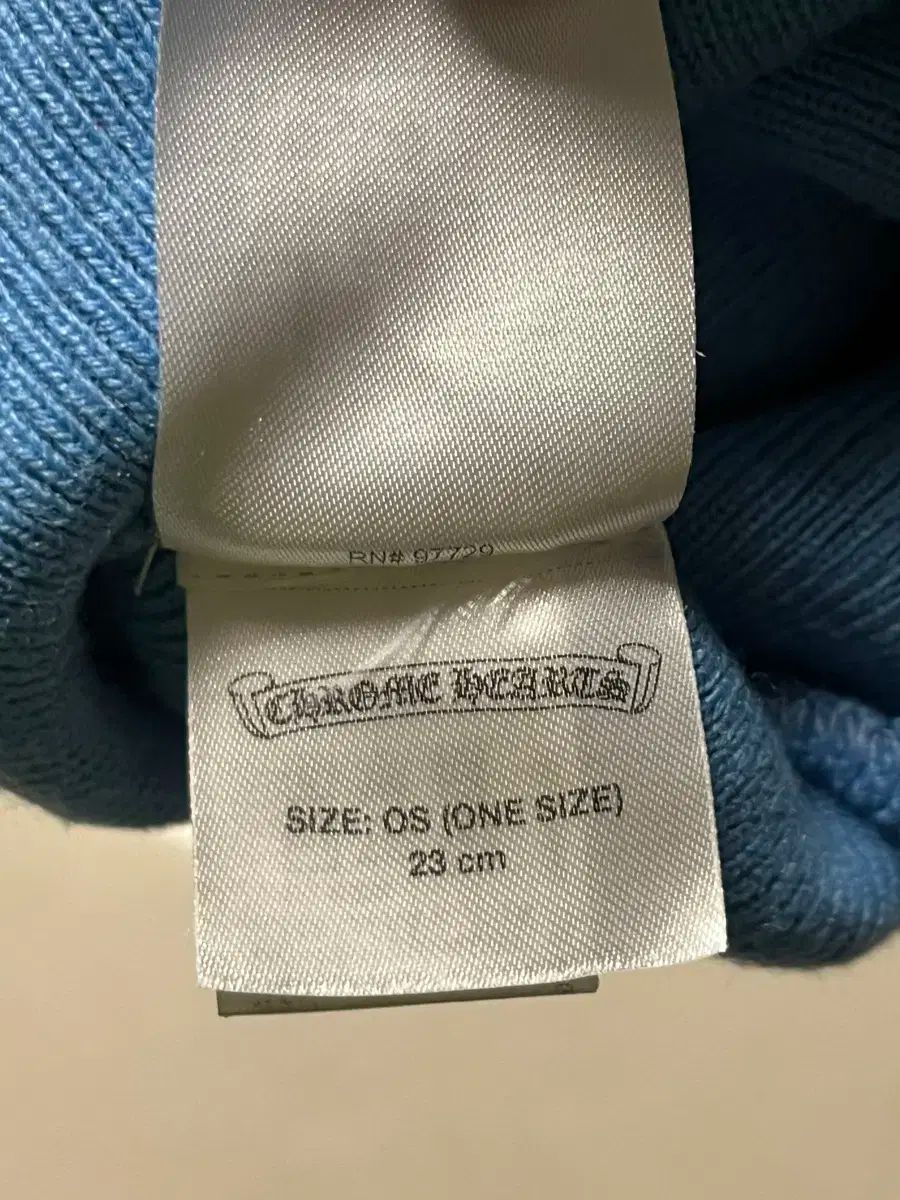 RN# 97729
CHROME HEARTS
SIZE: OS (ONE SIZE)
23 cm